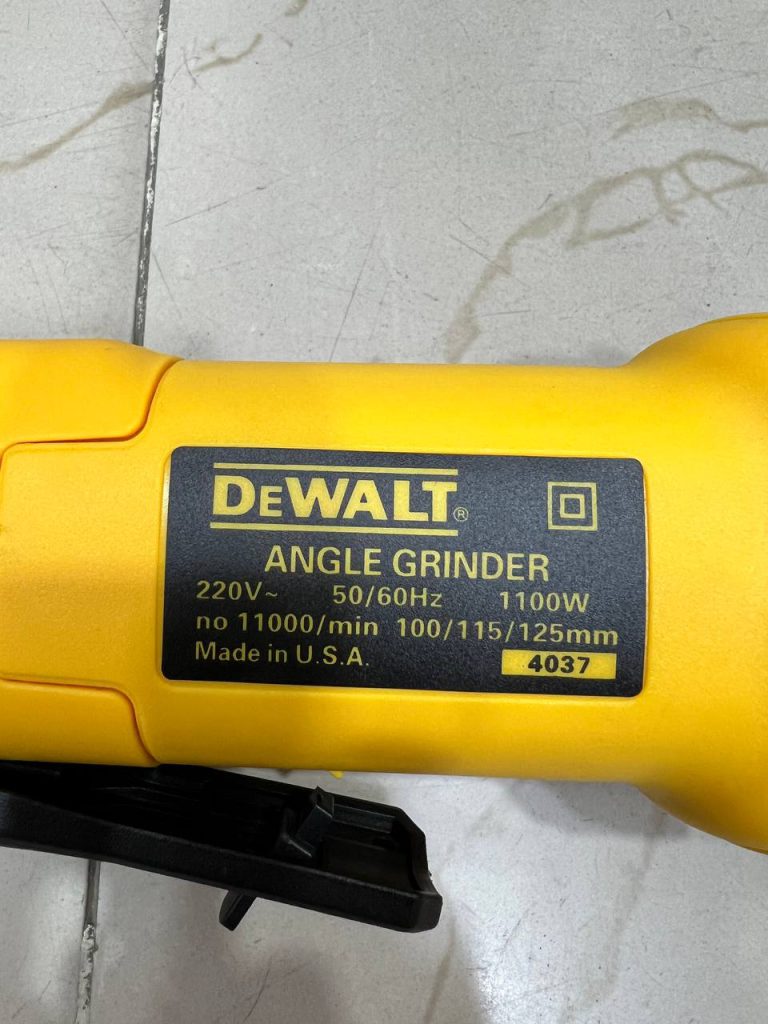 DEWALT®
ANGLE GRINDER
220V~ 50/60Hz 1100W
no 11000/min 100/115/125mm
Made in U.S.A. 4037